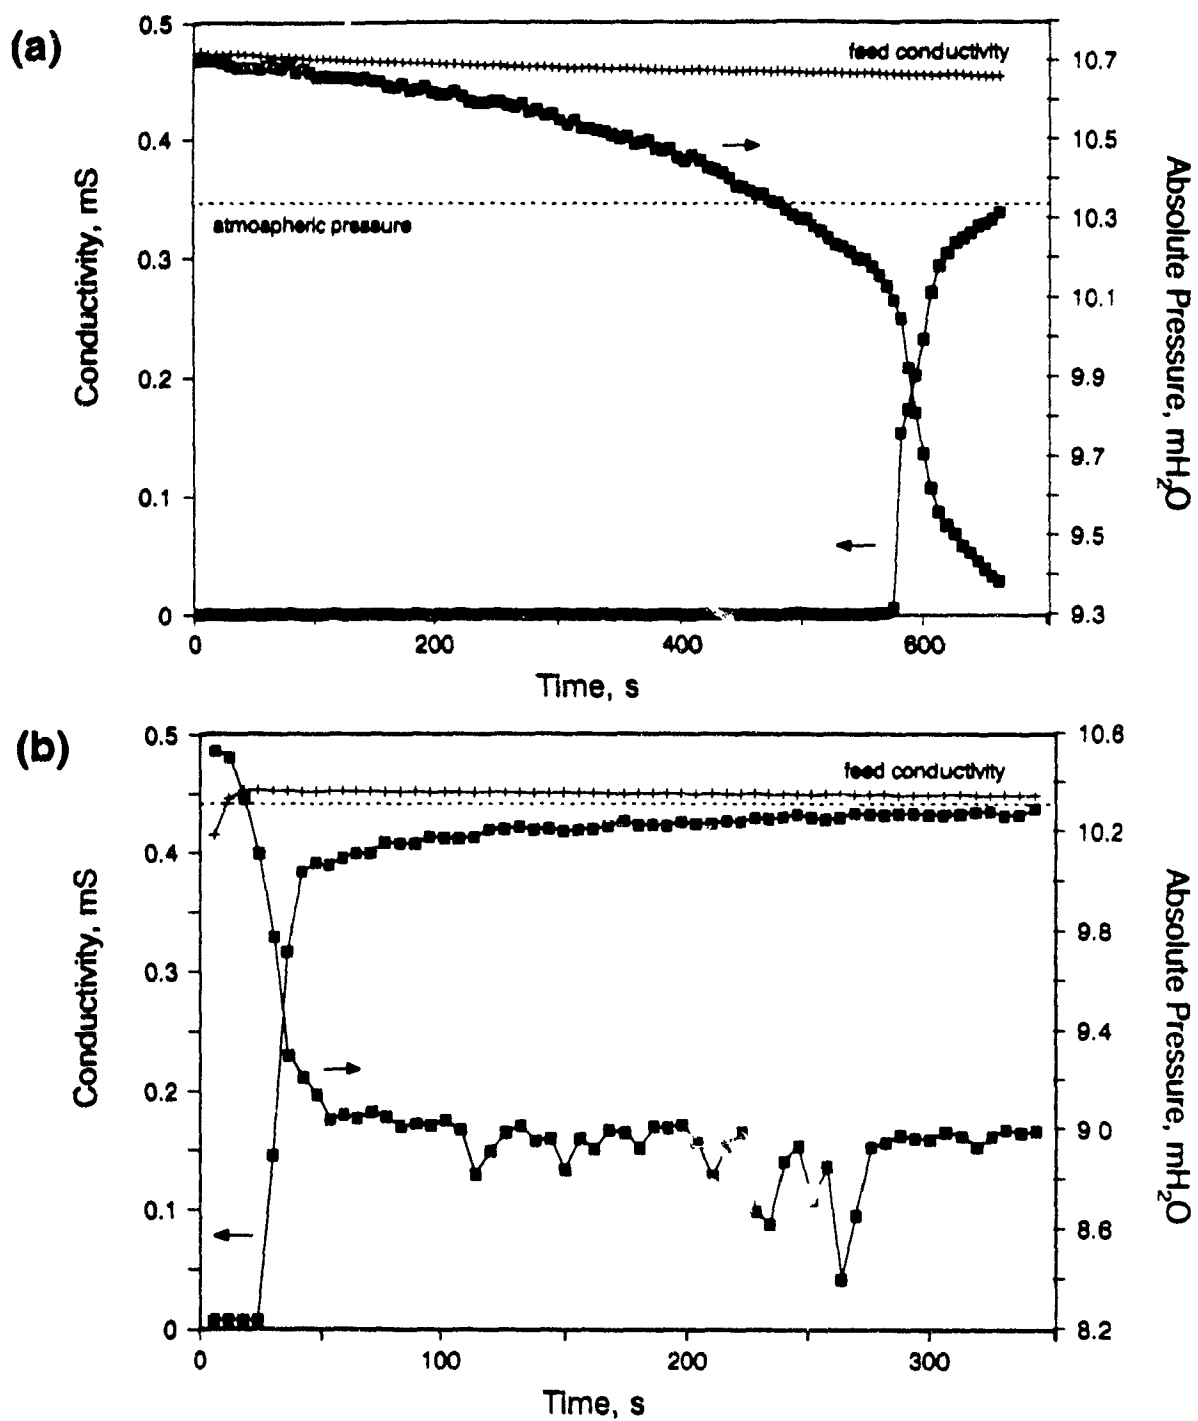 (a)
0.5
0.4
0.3
0.2
0.1
0
Conductivity, mS
feed conductivity
atmospheric pressure
10.7
10.5
10.3
10.1
9.9
9.7
9.5
9.3
Absolute Pressure, mH2O
0 200 400 600
Time, s
(b)
0.5
0.4
0.3
0.2
0.1
0
Conductivity, mS
feed conductivity
10.6
10.2
9.8
9.4
9 0
8.6
8.2
Absolute Pressure, mH2O
0 100 200 300
Time, s